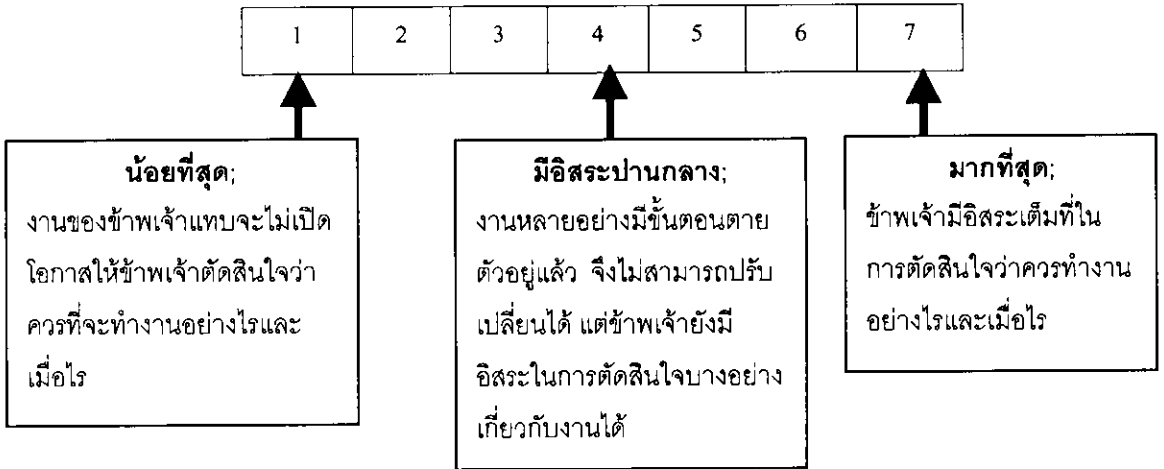 1 2 3 4 5 6 7
น้อยที่สุด;
งานของข้าพเจ้าแทบจะไม่เปิด
โอกาสให้ข้าพเจ้าตัดสินใจว่า
ควรที่จะทำงานอย่างไรและ
เมื่อไร
มีอิสระปานกลาง;
งานหลายอย่างมีขั้นตอนตาย
ตัวอยู่แล้ว จึงไม่สามารถปรับ
เปลี่ยนได้ แต่ข้าพเจ้ายังมี
อิสระในการตัดสินใจบางอย่าง
เกี่ยวกับงานได้
มากที่สุด;
ข้าพเจ้ามีอิสระเต็มที่ใน
การตัดสินใจว่าควรทำงาน
อย่างไรและเมื่อไร